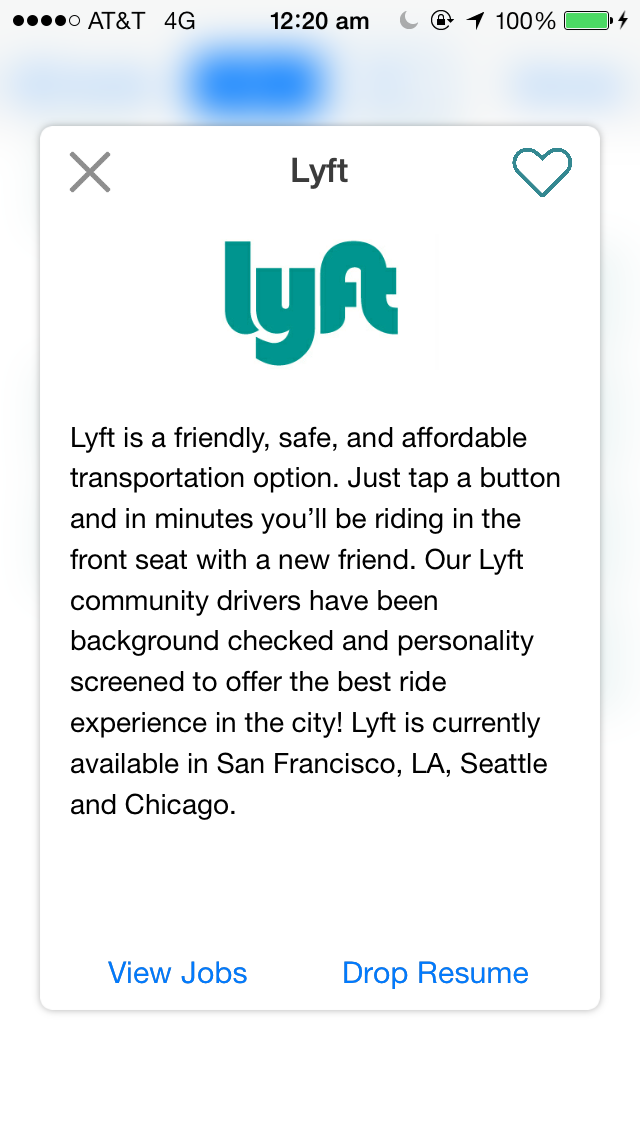 AT&T 4G 12:20 am 100%
Lyft
lyft
Lyft is a friendly, safe, and affordable
transportation option. Just tap a button
and in minutes you’ll be riding in the
front seat with a new friend. Our Lyft
community drivers have been
background checked and personality
screened to offer the best ride
experience in the city! Lyft is currently
available in San Francisco, LA, Seattle
and Chicago.
View Jobs Drop Resume